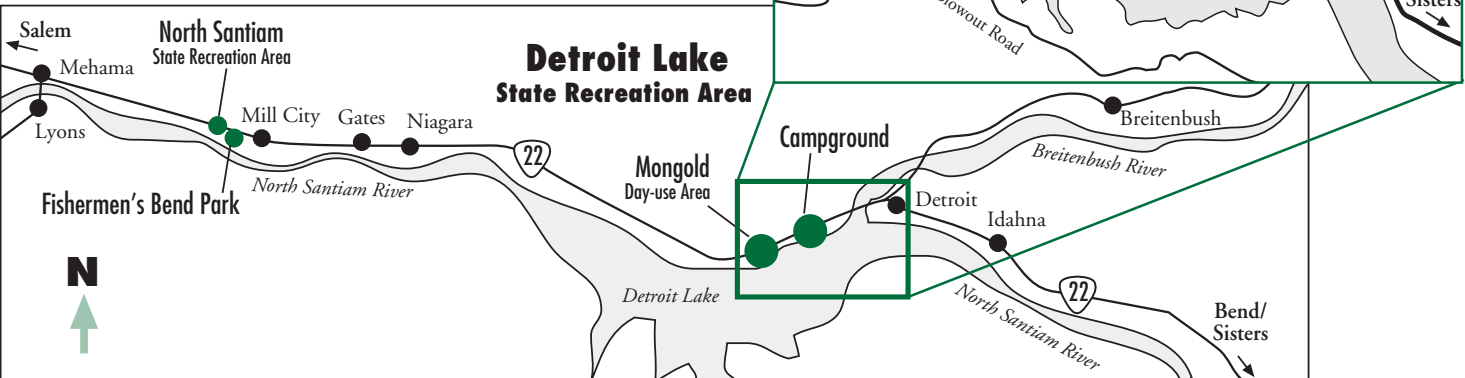 Salem
Mehama
Lyons
North Santiam
State Recreation Area
Mill City
Gates
Niagara
Fishermen's Bend Park
North Santiam River
N
Detroit Lake
State Recreation Area
22
Mongold
Day-use Area
Campground
Detroit Lake
Detroit
Idahna
Breitenbush
Breitenbush River
22
North Santiam River
Bend/
Sisters
Blowout Road
Sisters